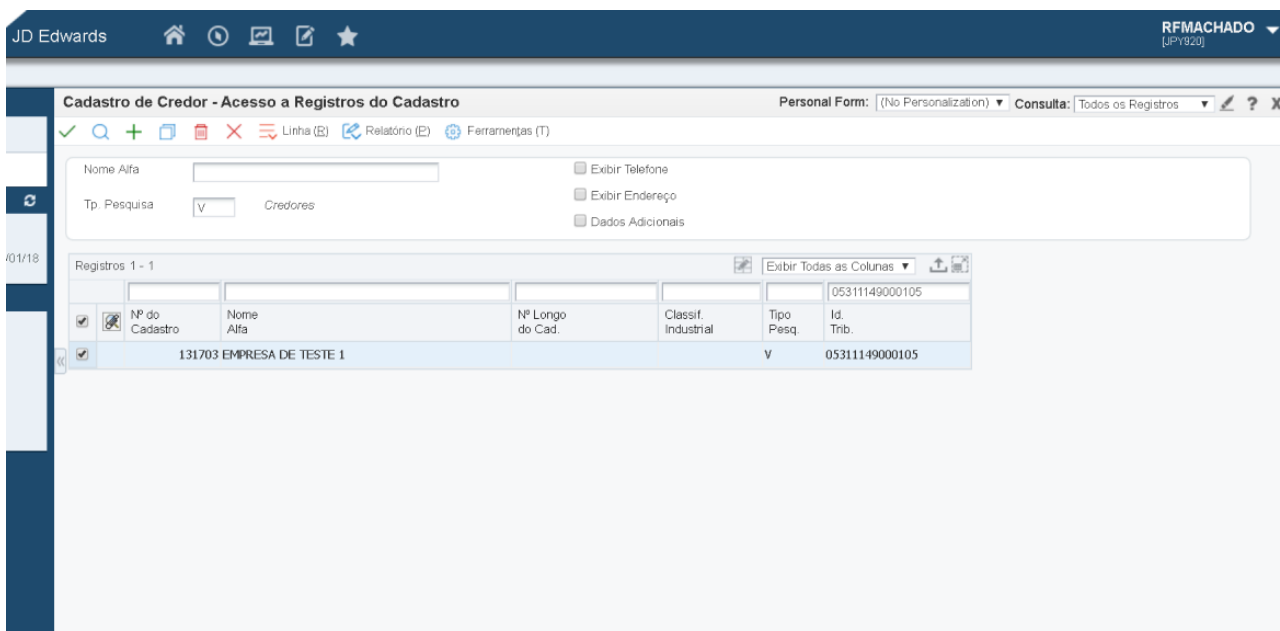 JD Edwards
RFMACHADO
[JPY920]
Cadastro de Credor - Acesso a Registros do Cadastro
Personal Form: (No Personalization) Consulta: Todos os Registros
Linha (R) Relatório (P) Ferramentas (T)
Nome Alfa
Exibir Telefone
Exibir Endereço
Tp. Pesquisa V Credores
Dados Adicionais
/01/18
Registros 1 - 1
Exibir Todas as Colunas
05311149000105
Nº do Cadastro Nome Alfa Nº Longo do Cad. Classif. Industrial Tipo Pesq. Id. Trib.
131703 EMPRESA DE TESTE 1 V 05311149000105